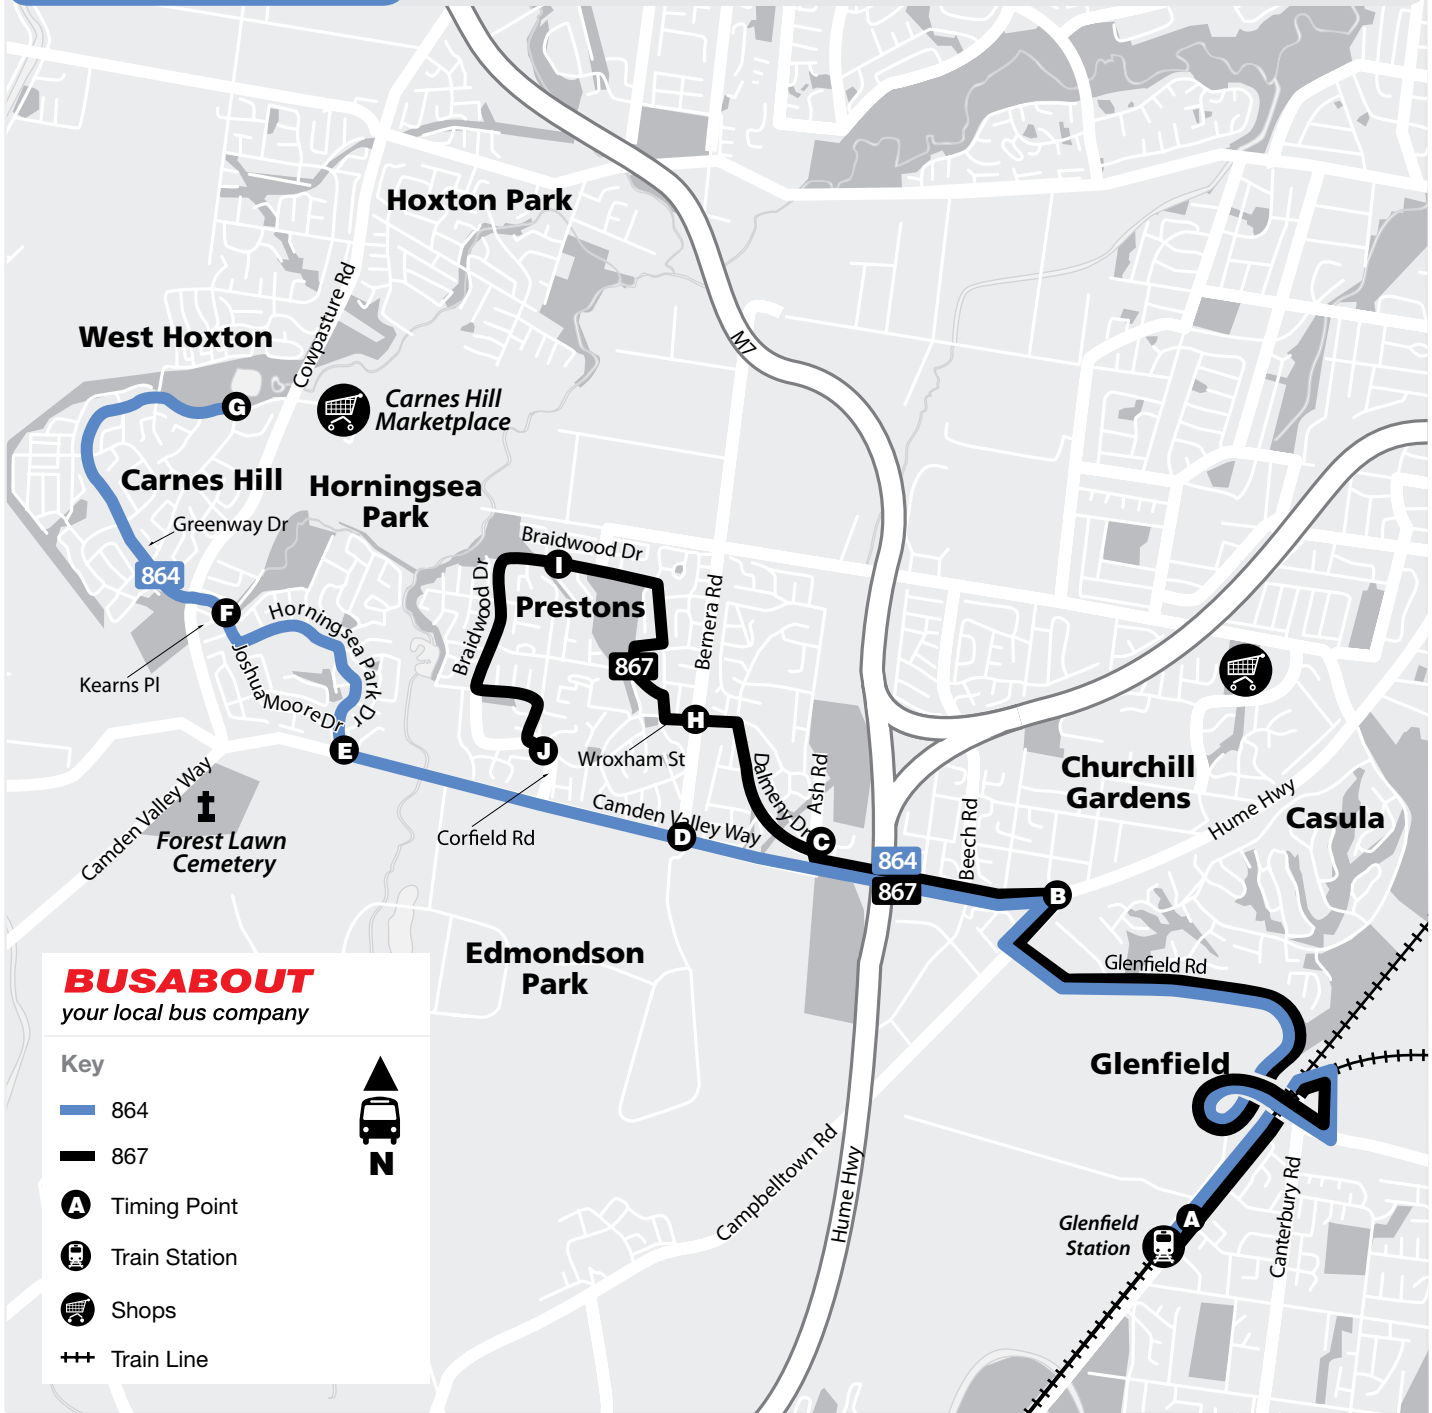 Hoxton Park
Cowpasture Rd
West Hoxton
M7
G
Carnes Hill
Marketplace
Carnes Hill
Horningsea
Park
Greenway Dr
Braidwood Dr
I
864
Braidwood Dr
Prestons
Bernera Rd
F
Horningsea Park Dr
867
Kearns Pl
Joshua Moore Dr
H
Wroxham St
E
J
Dalmeny Dr
Ash Rd
Churchill
Gardens
Camden Valley Way
Camden Valley Way
Hume Hwy
Casula
Forest Lawn
Cemetery
Corfield Rd
D
C
Beech Rd
864
867
B
Edmondson
Park
Glenfield Rd
BUSABOUT
your local bus company
Key
864
867
N
A
Timing Point
Train Station
Shops
Train Line
Glenfield
Campbelltown Rd
Hume Hwy
Canterbury Rd
A
Glenfield
Station